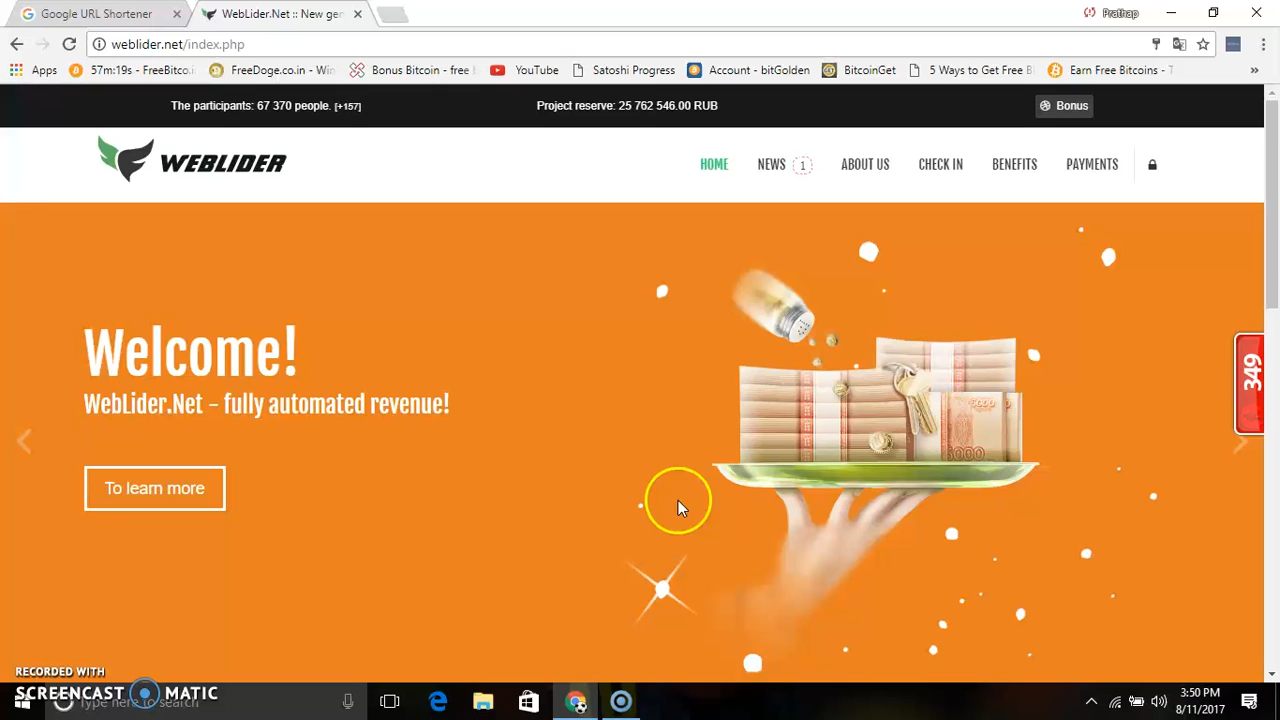 Google URL Shortener
WebLider.Net :: New gen
Prathap
weblider.net/index.php
Apps
57m:19s - FreeBitco.i
FreeDoge.co.in - Win
Bonus Bitcoin - free b
YouTube
Satoshi Progress
Account - bitGolden
BitcoinGet
5 Ways to Get Free B
Earn Free Bitcoins - T
The participants: 67 370 people. [+157]
Project reserve: 25 762 546.00 RUB
Bonus
WEBLIDER
HOME
NEWS 1
ABOUT US
CHECK IN
BENEFITS
PAYMENTS
Welcome!
WebLider.Net - fully automated revenue!
349
To learn more
RECORDED WITH
SCREENCAST MATIC
Type here to search
3:50 PM
8/11/2017